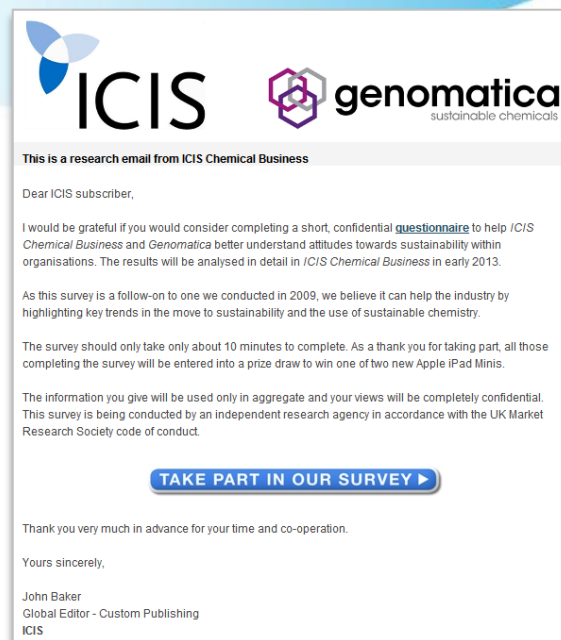 ICIS
genomatica
sustainable chemicals
This is a research email from ICIS Chemical Business
Dear ICIS subscriber,
I would be grateful if you would consider completing a short, confidential questionnaire to help ICIS
Chemical Business and Genomatica better understand attitudes towards sustainability within
organisations. The results will be analysed in detail in ICIS Chemical Business in early 2013.
As this survey is a follow-on to one we conducted in 2009, we believe it can help the industry by
highlighting key trends in the move to sustainability and the use of sustainable chemistry.
The survey should only take only about 10 minutes to complete. As a thank you for taking part, all those
completing the survey will be entered into a prize draw to win one of two new Apple iPad Minis.
The information you give will be used only in aggregate and your views will be completely confidential.
This survey is being conducted by an independent research agency in accordance with the UK Market
Research Society code of conduct.
TAKE PART IN OUR SURVEY
Thank you very much in advance for your time and co-operation.
Yours sincerely,
John Baker
Global Editor - Custom Publishing
ICIS